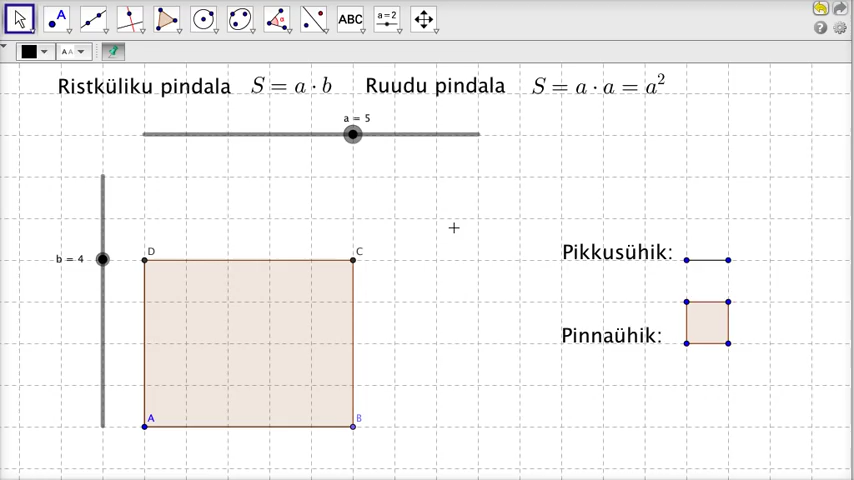 A ABC a=2
AA
Ristküliku pindala S = a · b Ruudu pindala S = a · a = a²
a = 5
b = 4
D C
Pikkusühik:
Pinnaühik:
A B